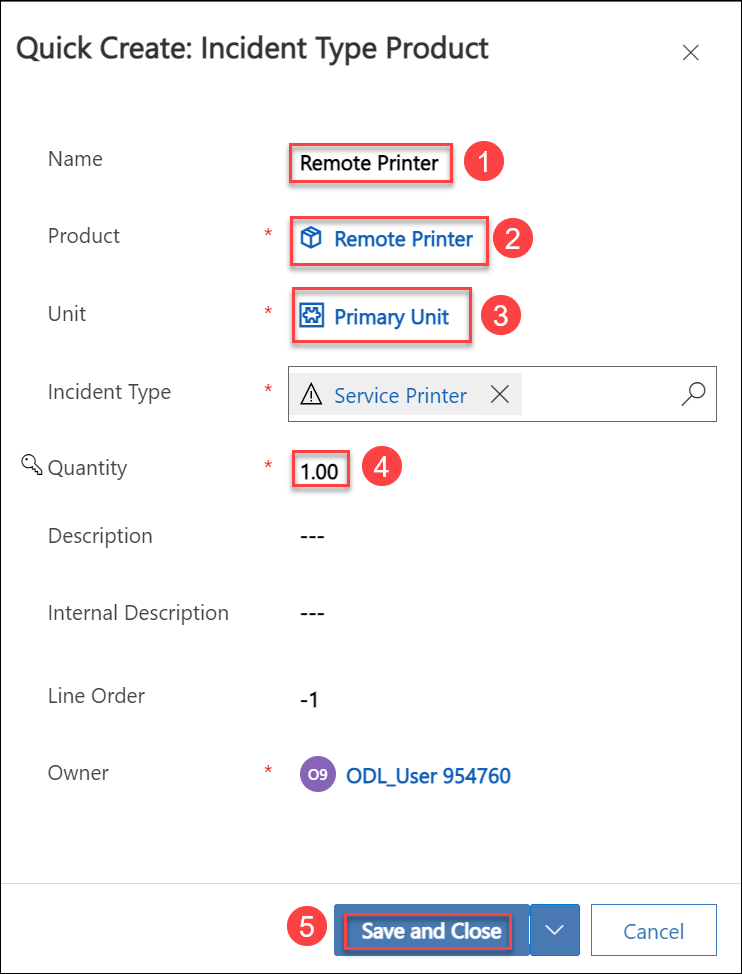 Quick Create: Incident Type Product
Name Remote Printer 1
Product * Remote Printer 2
Unit * Primary Unit 3
Incident Type * Service Printer
Quantity * 1.00 4
Description ---
Internal Description ---
Line Order -1
Owner * O9 ODL_User 954760
5 Save and Close Cancel